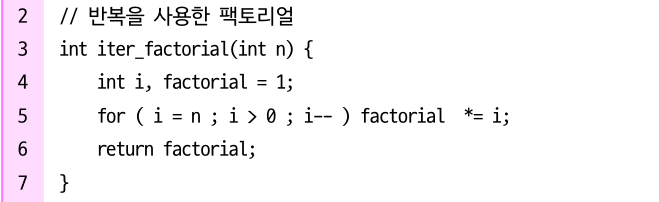 2 // 반복을 사용한 팩토리얼
3 int iter_factorial(int n) {
4 int i, factorial = 1;
5 for ( i = n ; i > 0 ; i-- ) factorial *= i;
6 return factorial;
7 }